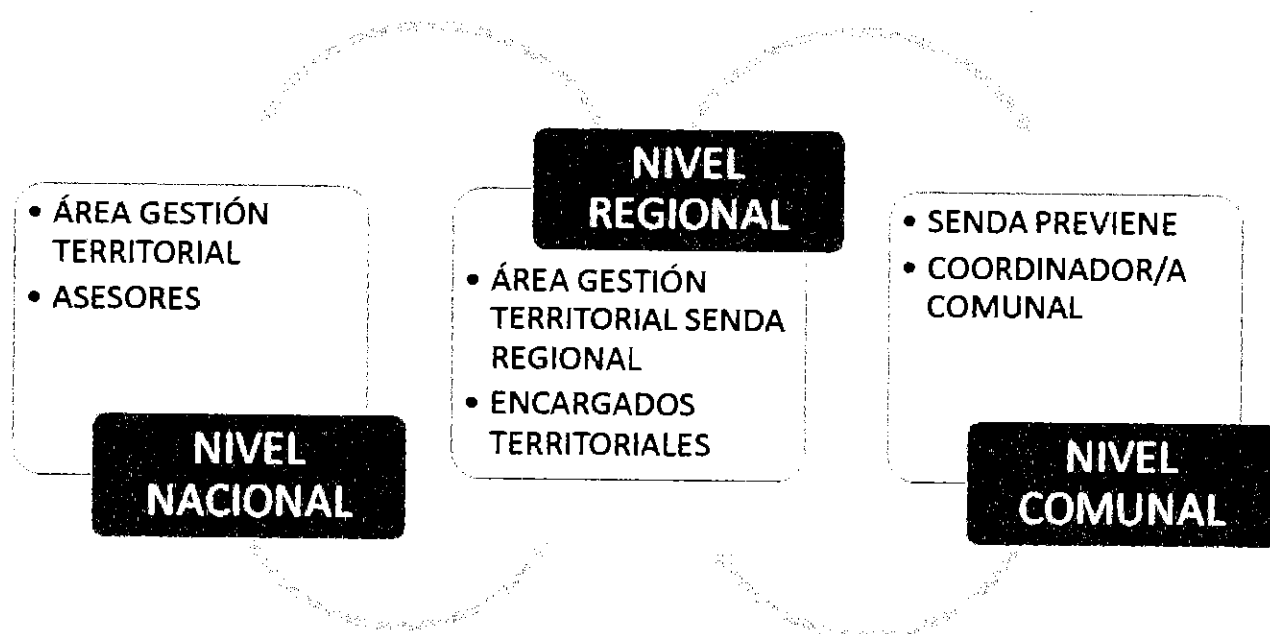 • ÁREA GESTIÓN
TERRITORIAL
• ASESORES
NIVEL
NACIONAL
NIVEL
REGIONAL
• ÁREA GESTIÓN
TERRITORIAL SENDA
REGIONAL
• ENCARGADOS
TERRITORIALES
• SENDA PREVIENE
• COORDINADOR/A
COMUNAL
NIVEL
COMUNAL